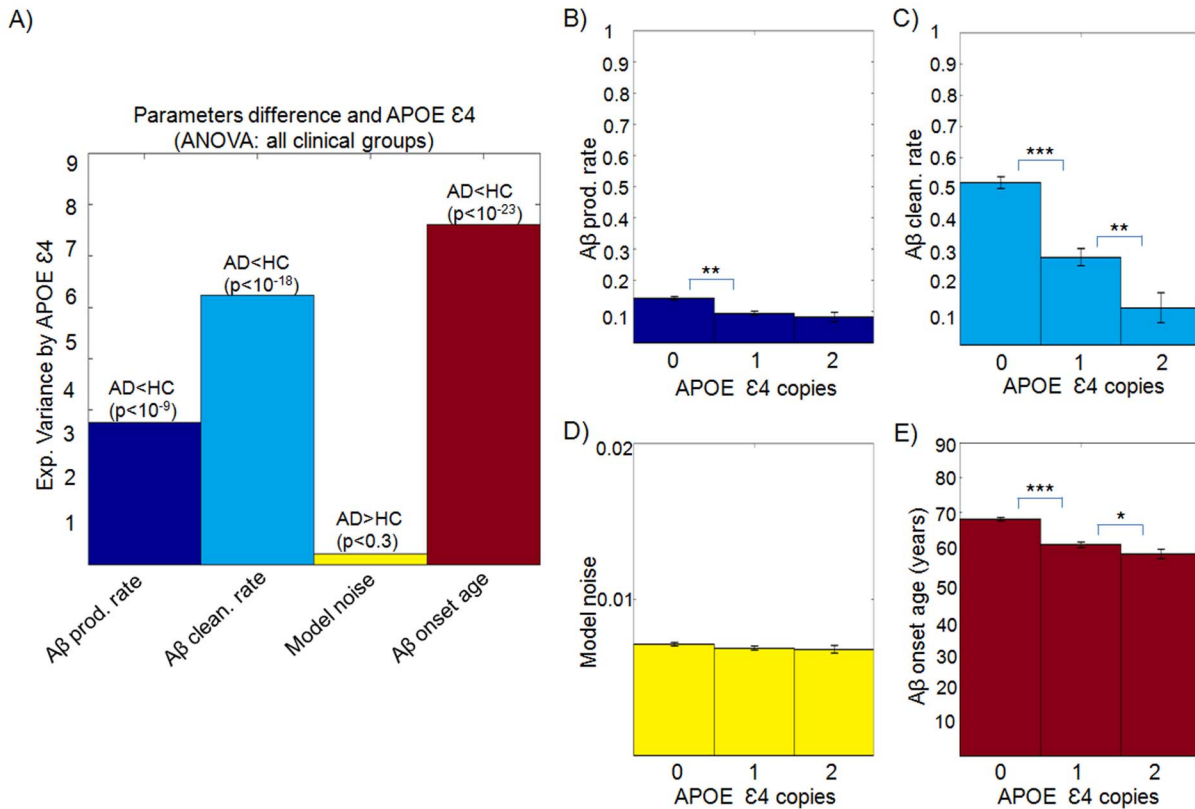 A)
Parameters difference and APOE Ɛ4
(ANOVA: all clinical groups)
Exp. Variance by APOE Ɛ4
9
8
7
6
5
4
3
2
1
AD<HC
(p<10-9)
AD<HC
(p<10-18)
AD>HC
(p<0.3)
AD<HC
(p<10-23)
Aβ prod. rate
Aβ clean. rate
Model noise
Aβ onset age
B)
Aβ prod. rate
1
0.9
0.8
0.7
0.6
0.5
0.4
0.3
0.2
0.1
**
0 1 2
APOE Ɛ4 copies
C)
Aβ clean. rate
1
0.9
0.8
0.7
0.6
0.5
0.4
0.3
0.2
0.1
***
**
0 1 2
APOE Ɛ4 copies
D)
Model noise
0.02
0.01
0 1 2
APOE Ɛ4 copies
E)
Aβ onset age (years)
90
80
70
60
50
40
30
20
10
***
*
0 1 2
APOE Ɛ4 copies